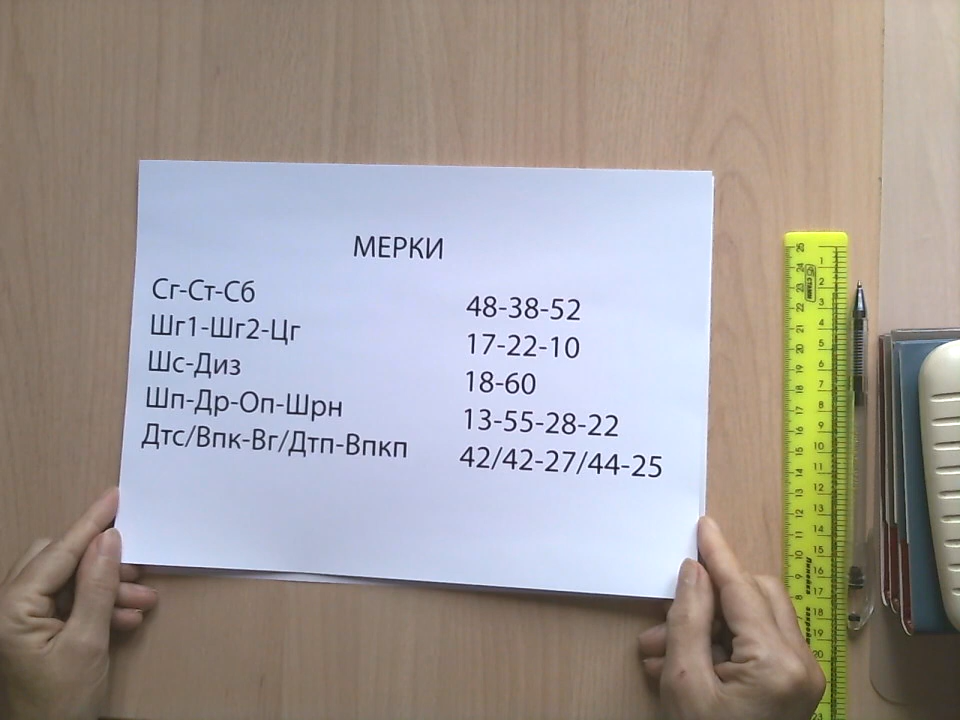 МЕРКИ
Сг-Ст-Сб 48-38-52
Шг1-Шг2-Цг 17-22-10
Шс-Диз 18-60
Шп-Др-Оп-Шрн 13-55-28-22
Дтс/Впк-Вг/Дтп-Впкп 42/42-27/44-25